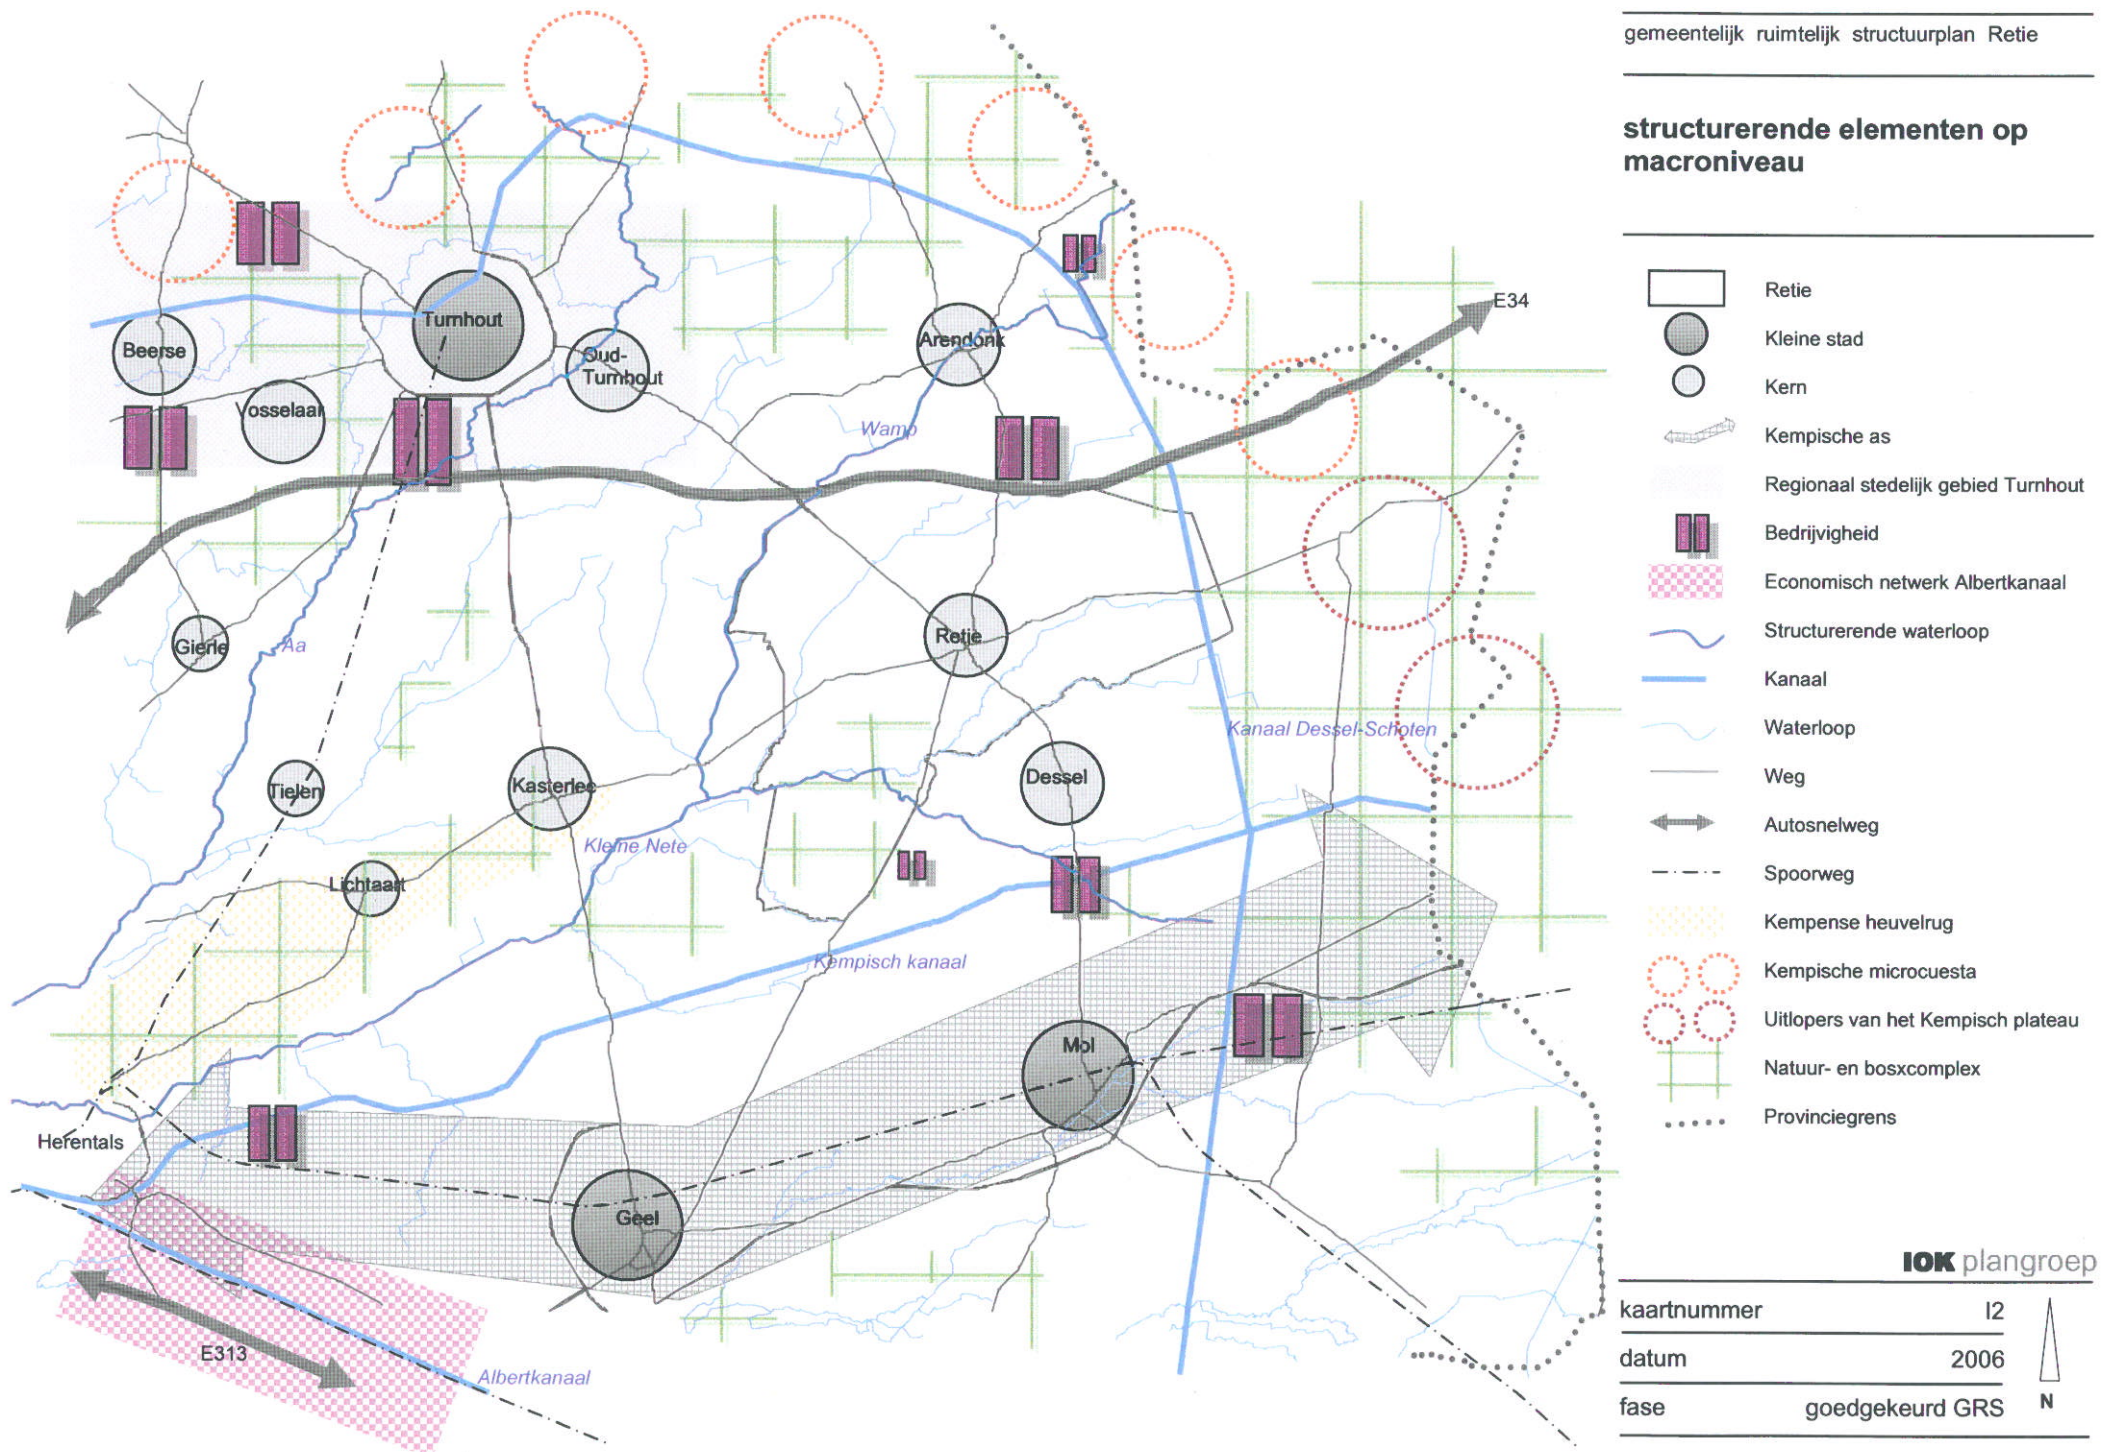 gemeentelijk ruimtelijk structuurplan Retie
structurerende elementen op
macroniveau
Retie
Kleine stad
Kern
Kempische as
Regionaal stedelijk gebied Turnhout
Bedrijvigheid
Economisch netwerk Albertkanaal
Structurerende waterloop
Kanaal
Waterloop
Weg
Autosnelweg
Spoorweg
Kempense heuvelrug
Kempische microcuesta
Uitlopers van het Kempisch plateau
Natuur- en bosxcomplex
Provinciegrens
IOK plangroep
kaartnummer I2
datum 2006
fase goedgekeurd GRS
N
E34
Turnhout
Beerse
Oud-
Turnhout
Arendonk
Vosselaar
Wamp
Gierle
Aa
Retie
Kanaal Dessel-Schoten
Tielen
Kasterlee
Dessel
Kleine Nete
Lichtaart
Kempisch kanaal
Mol
Herentals
Geel
E313
Albertkanaal